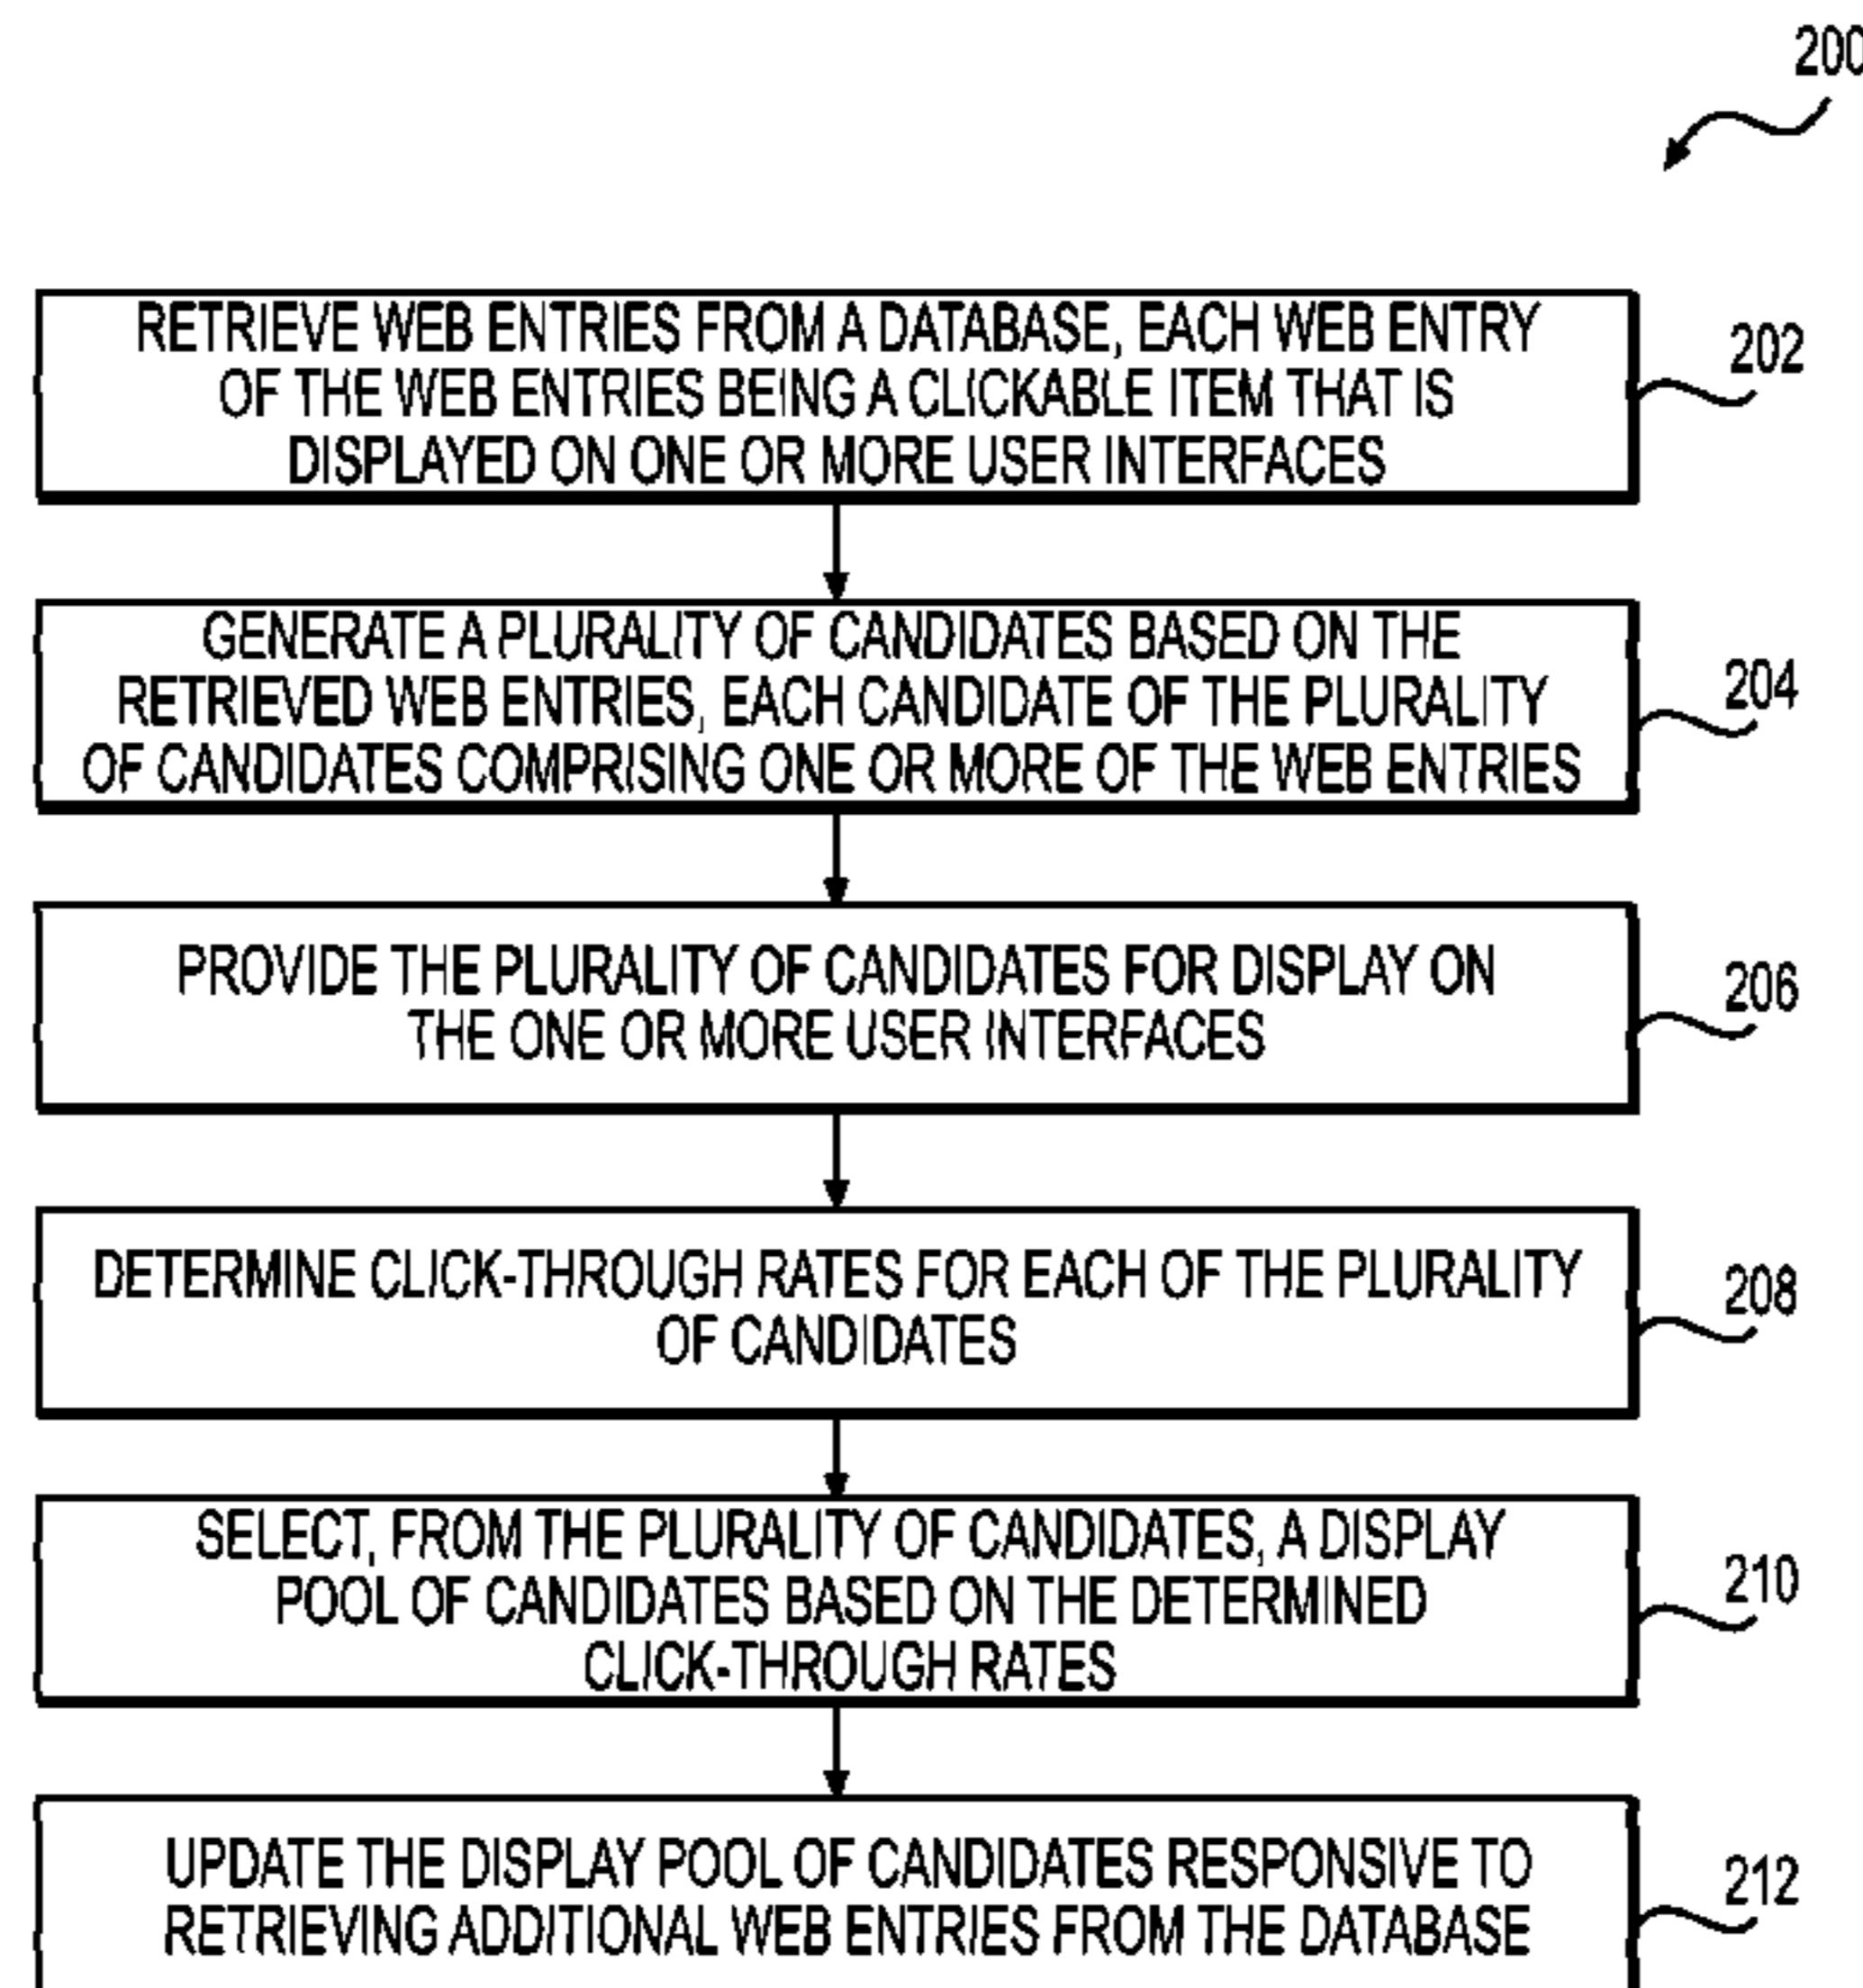 200
RETRIEVE WEB ENTRIES FROM A DATABASE, EACH WEB ENTRY
OF THE WEB ENTRIES BEING A CLICKABLE ITEM THAT IS
DISPLAYED ON ONE OR MORE USER INTERFACES
202
GENERATE A PLURALITY OF CANDIDATES BASED ON THE
RETRIEVED WEB ENTRIES, EACH CANDIDATE OF THE PLURALITY
OF CANDIDATES COMPRISING ONE OR MORE OF THE WEB ENTRIES
204
PROVIDE THE PLURALITY OF CANDIDATES FOR DISPLAY ON
THE ONE OR MORE USER INTERFACES
206
DETERMINE CLICK-THROUGH RATES FOR EACH OF THE PLURALITY
OF CANDIDATES
208
SELECT, FROM THE PLURALITY OF CANDIDATES, A DISPLAY
POOL OF CANDIDATES BASED ON THE DETERMINED
CLICK-THROUGH RATES
210
UPDATE THE DISPLAY POOL OF CANDIDATES RESPONSIVE TO
RETRIEVING ADDITIONAL WEB ENTRIES FROM THE DATABASE
212